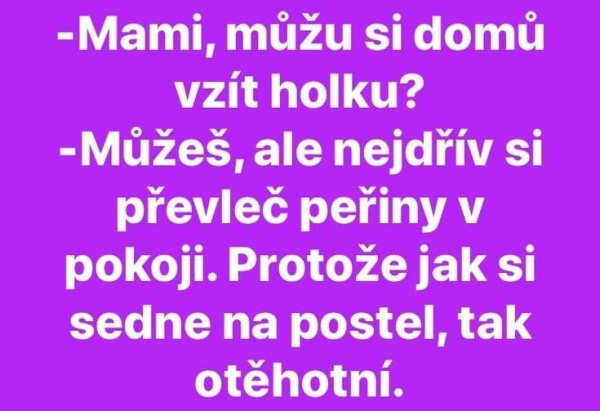 -Mami, můžu si domů
vzít holku?
-Můžeš, ale nejdřív si
převleč peřiny v
pokoji. Protože jak si
sedne na postel, tak
otěhotní.